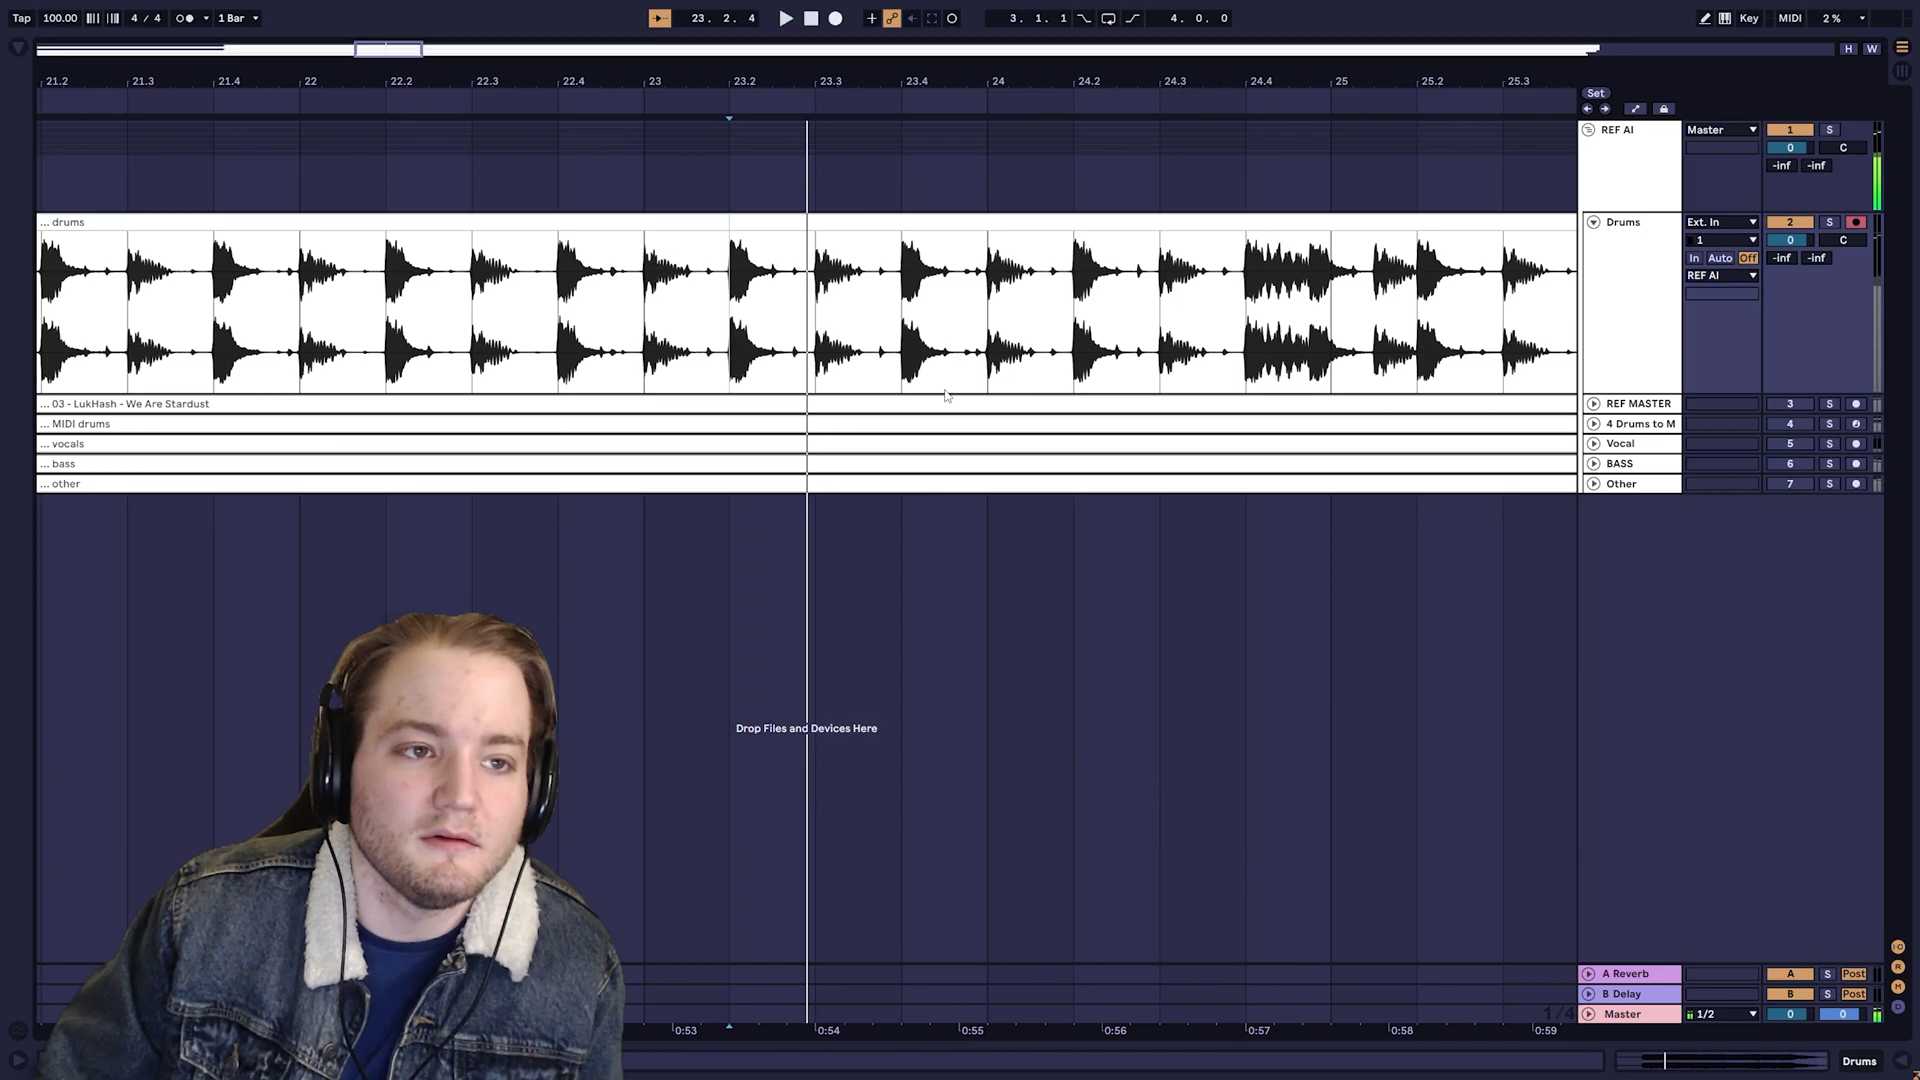 Tap 100.00 4 / 4 1 Bar 23. 2. 4 3. 1. 1 4. 0. 0 Key MIDI 2 %
H W
21.2 21.3 21.4 22 22.2 22.3 22.4 23 23.2 23.3 23.4 24 24.2 24.3 24.4 25 25.2 25.3
Set
REF AI Master 1 S
0 C
-inf -inf
... drums Drums Ext. In 2 S
1 0 C
In Auto Off -inf -inf
REF AI
... 03 - LukHash - We Are Stardust REF MASTER 3 S
... MIDI drums 4 Drums to M 4 S
... vocals Vocal 5 S
... bass BASS 6 S
... other Other 7 S
Drop Files and Devices Here
A Reverb A S Post
B Delay B S Post
1/4 Master 1/2 0 0
0:53 0:54 0:55 0:56 0:57 0:58 0:59
Drums